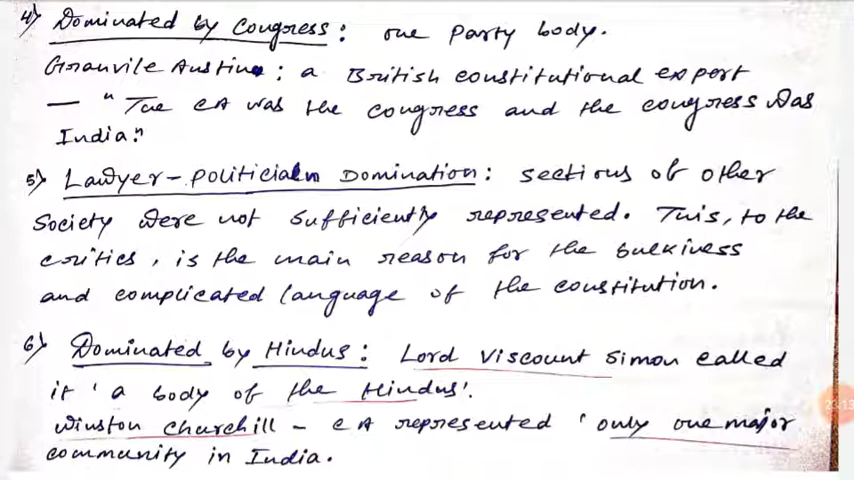 4) Dominated by Congress: one party body.
Granvile Austin: a British constitutional expert
— "The CA was the congress and the congress was
India."
5) Lawyer-politician Domination: sections of other
society were not sufficiently represented. This, to the
critics, is the main reason for the bulkiness
and complicated language of the constitution.
6) Dominated by Hindus: Lord Viscount Simon called
it 'a body of the Hindus'.
Winston Churchill - CA represented 'only one major
community in India.
23:13